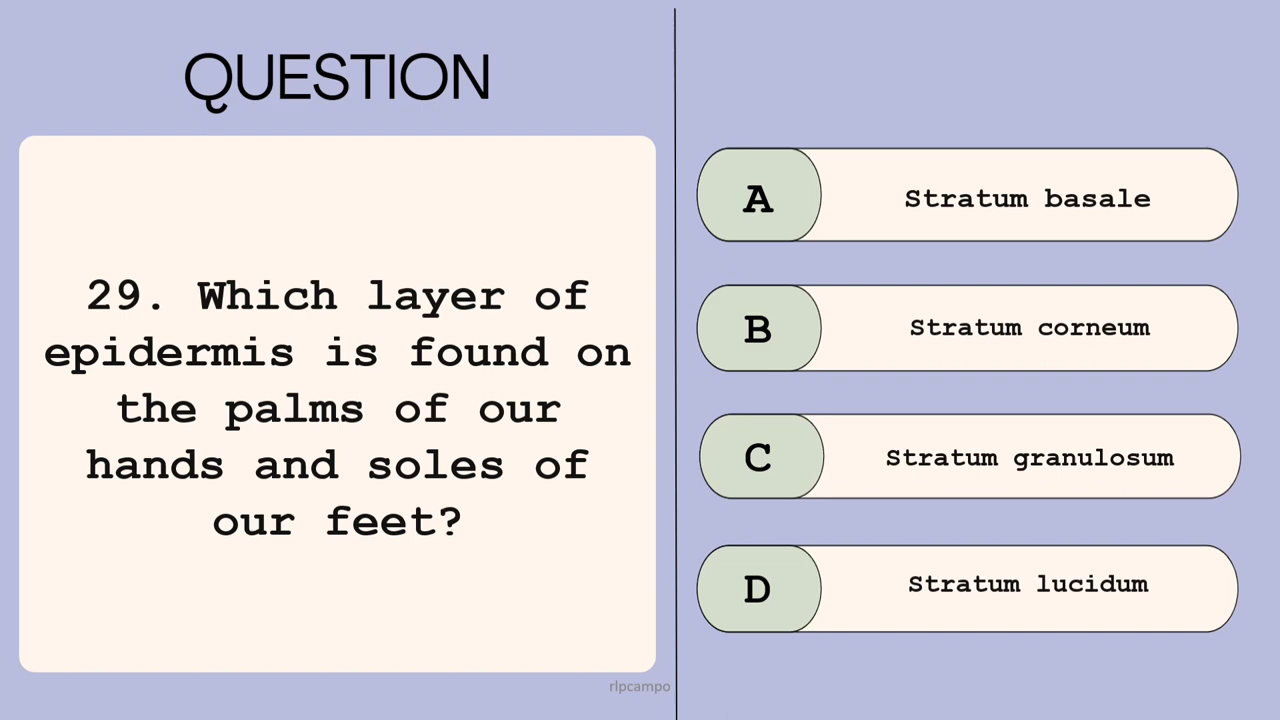 QUESTION
29. Which layer of
epidermis is found on
the palms of our
hands and soles of
our feet?
A
Stratum basale
B
Stratum corneum
C
Stratum granulosum
D
Stratum lucidum
rlpcampo